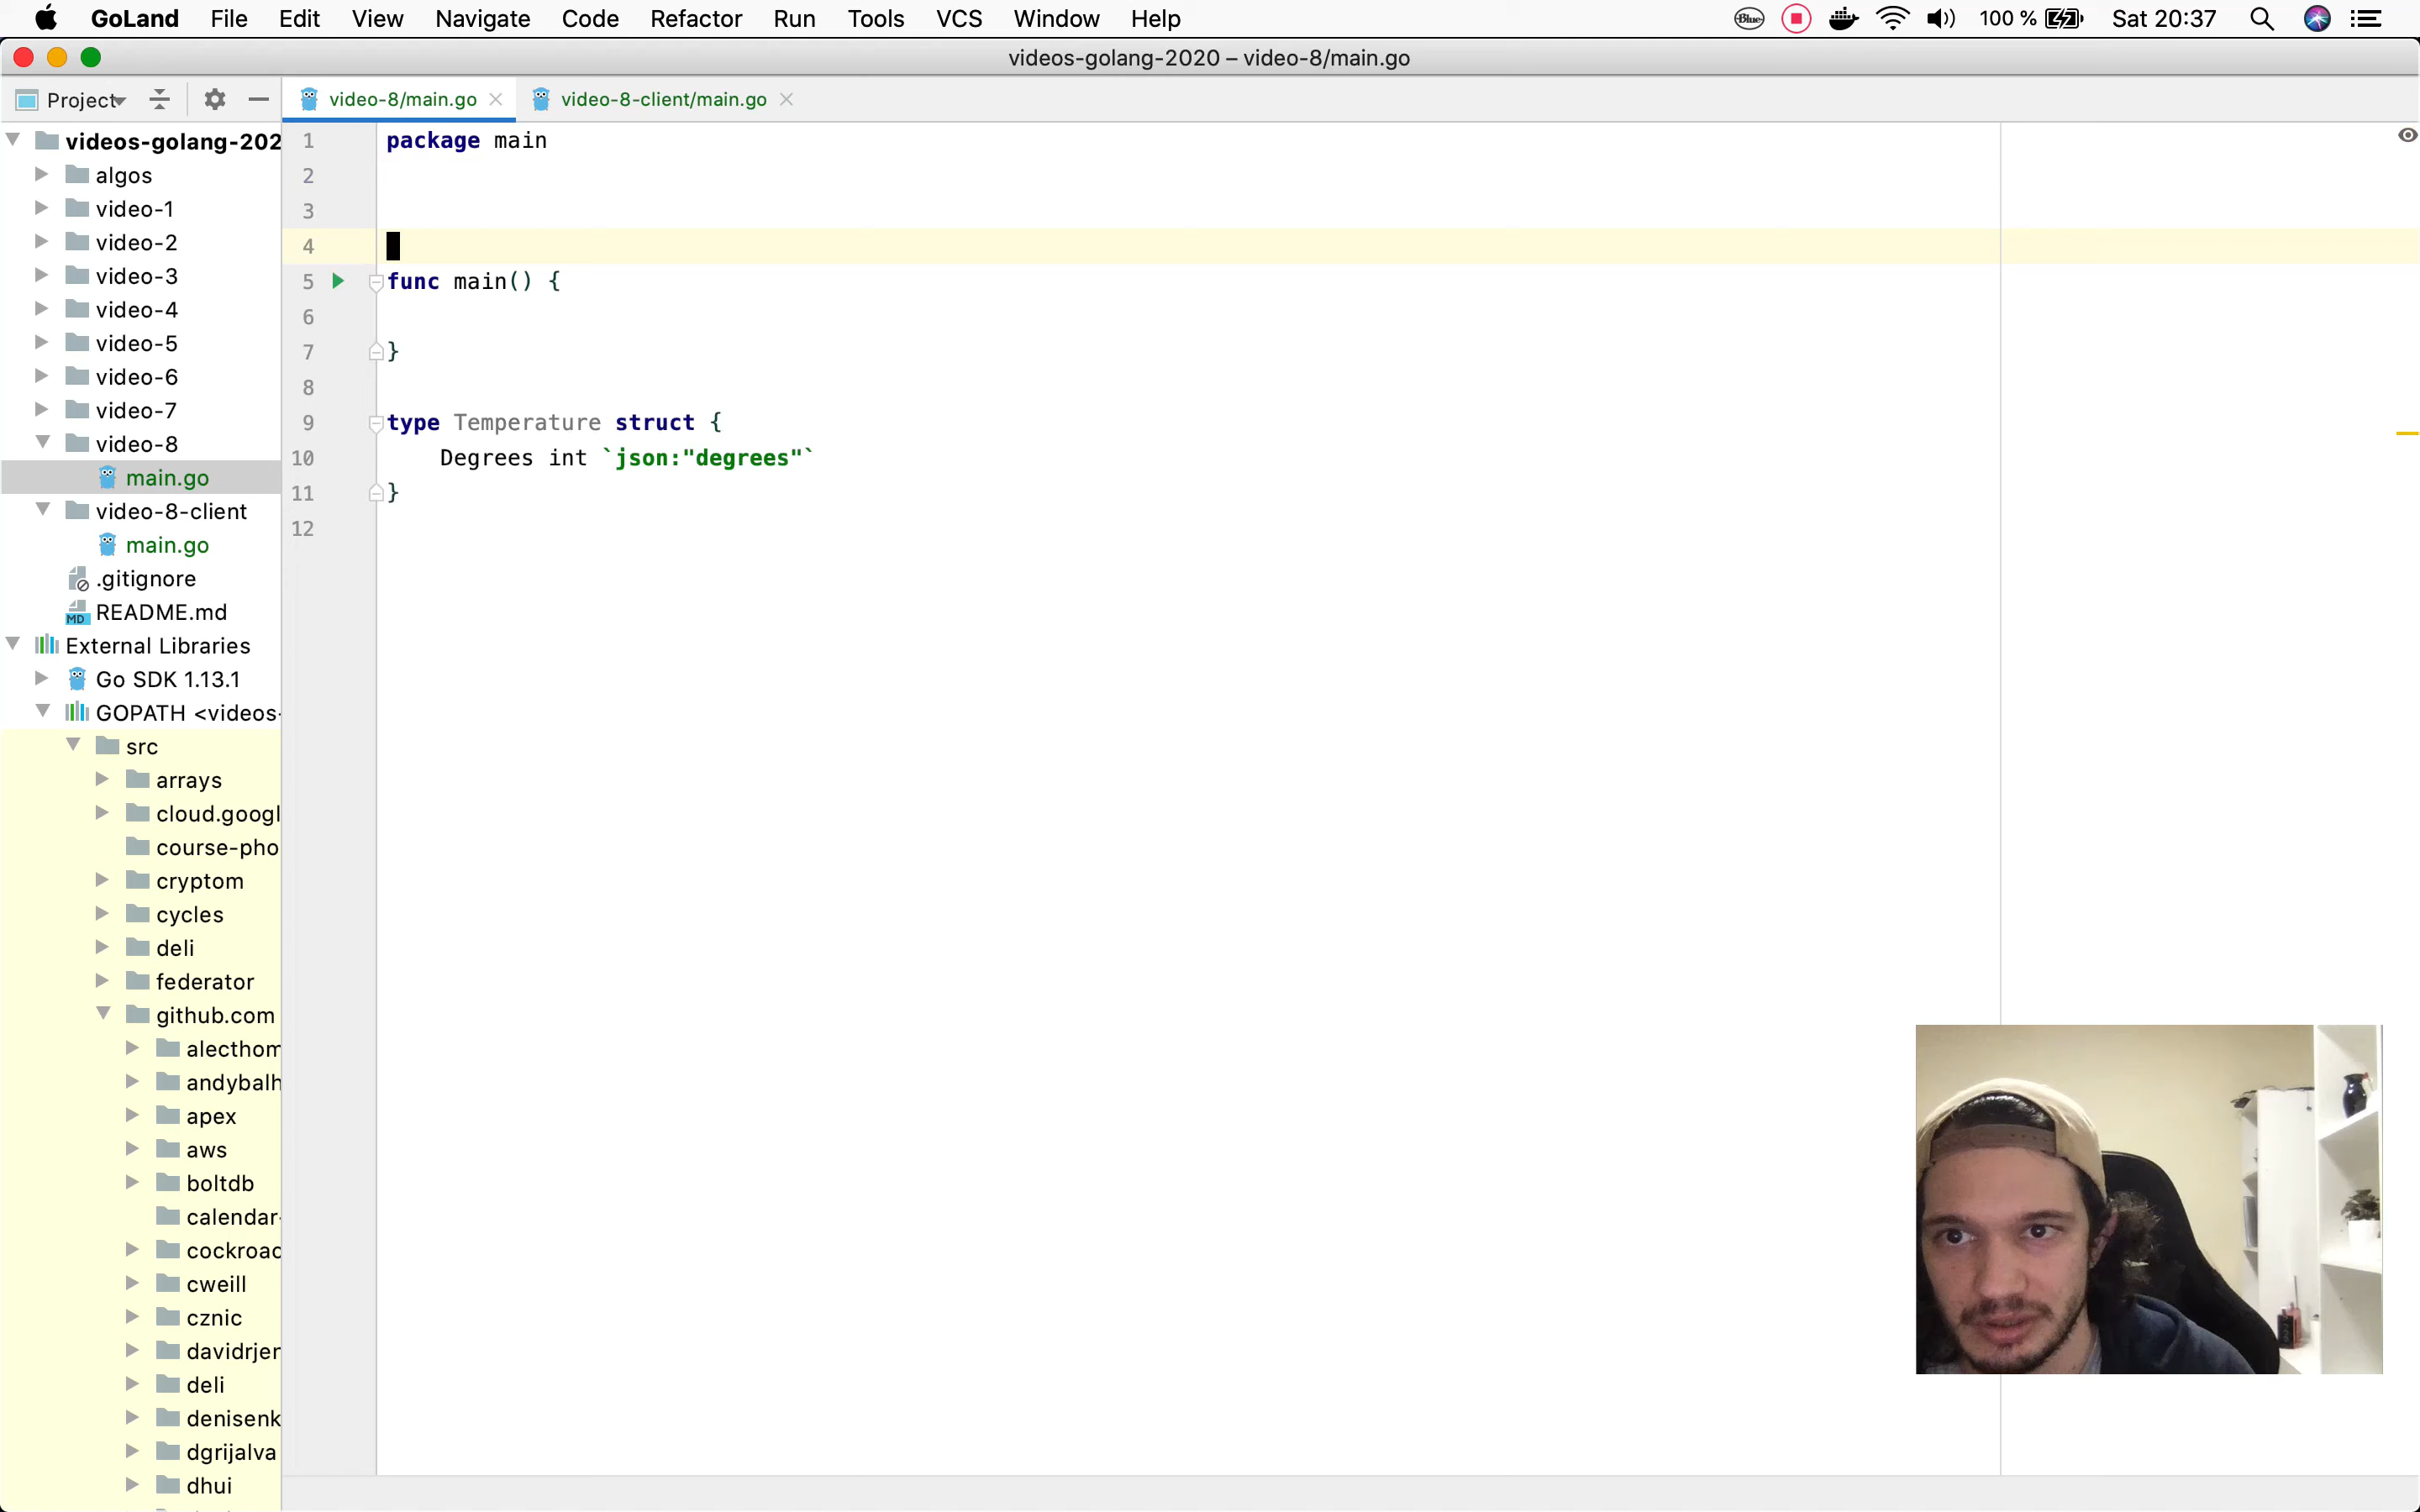 GoLand File Edit View Navigate Code Refactor Run Tools VCS Window Help
Blue 100 % Sat 20:37
videos-golang-2020 – video-8/main.go
Project
video-8/main.go
video-8-client/main.go
videos-golang-202
algos
video-1
video-2
video-3
video-4
video-5
video-6
video-7
video-8
main.go
video-8-client
main.go
.gitignore
MD README.md
External Libraries
Go SDK 1.13.1
GOPATH <videos-
src
arrays
cloud.googl
course-pho
cryptom
cycles
deli
federator
github.com
alecthom
andybalh
apex
aws
boltdb
calendar-
cockroac
cweill
cznic
davidrjer
deli
denisenk
dgrijalva
dhui
1 package main
2
3
4
5 func main() {
6
7 }
8
9 type Temperature struct {
10 Degrees int `json:"degrees"`
11 }
12